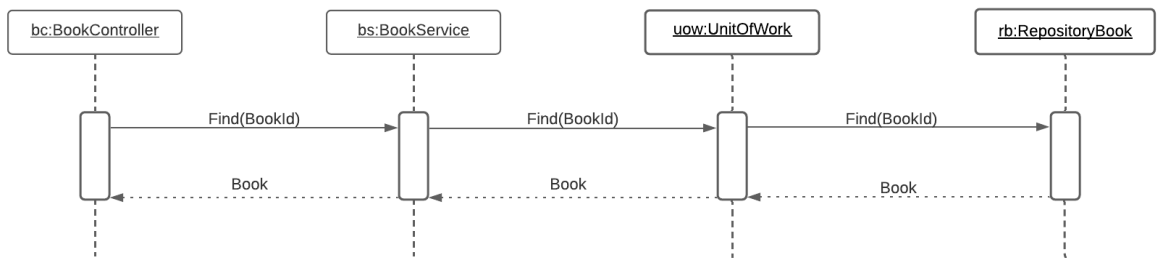 bc:BookController
bs:BookService
uow:UnitOfWork
rb:RepositoryBook
Find(BookId)
Find(BookId)
Find(BookId)
Book
Book
Book